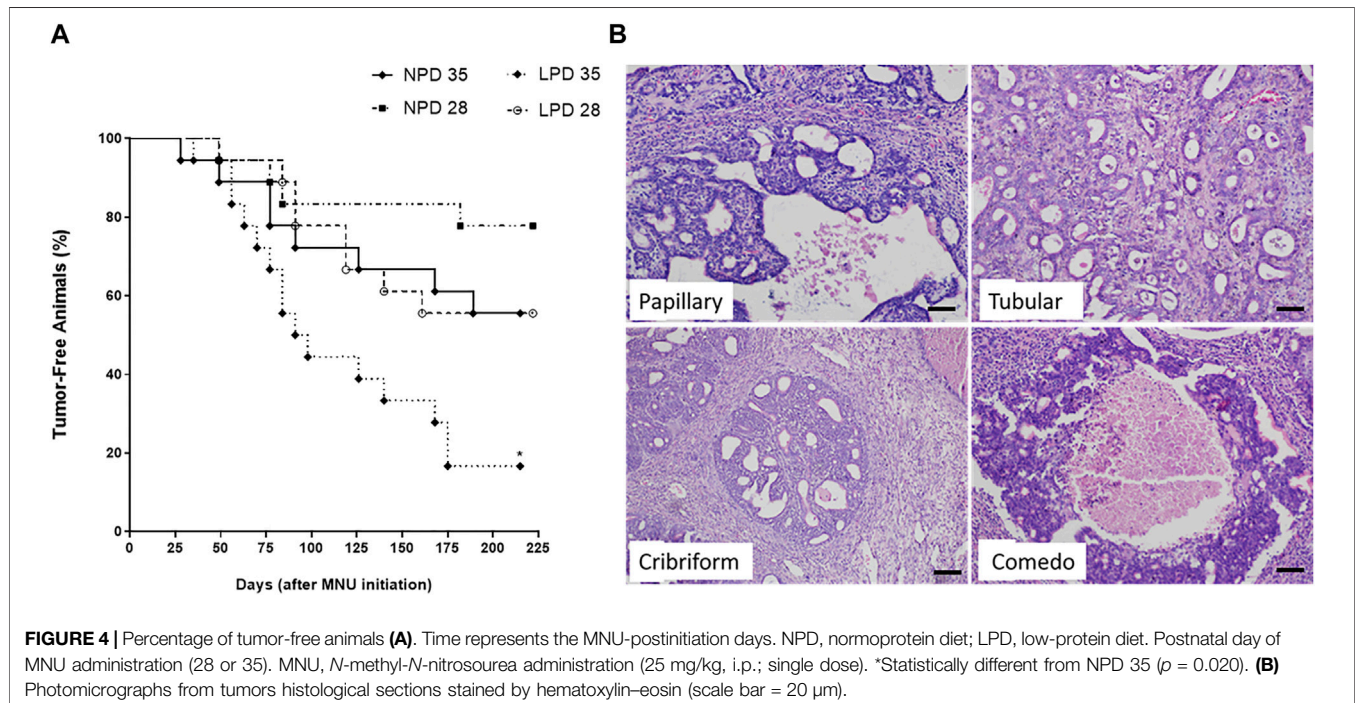 A
B
NPD 35
LPD 35
NPD 28
LPD 28
100
80
60
40
20
0
Tumor-Free Animals (%)
*
0 25 50 75 100 125 150 175 200 225
Days (after MNU initiation)
Papillary
Tubular
Cribriform
Comedo
FIGURE 4 | Percentage of tumor-free animals (A). Time represents the MNU-postinitiation days. NPD, normoprotein diet; LPD, low-protein diet. Postnatal day of
MNU administration (28 or 35). MNU, N-methyl-N-nitrosourea administration (25 mg/kg, i.p.; single dose). *Statistically different from NPD 35 (p = 0.020). (B)
Photomicrographs from tumors histological sections stained by hematoxylin–eosin (scale bar = 20 μm).